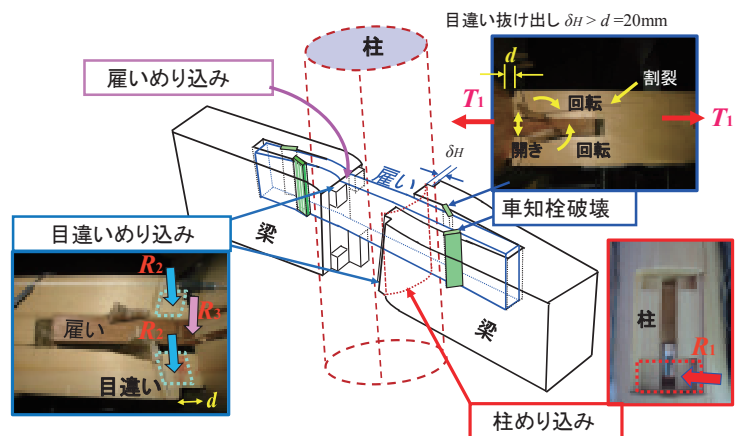 目違い抜け出し δH > d =20mm
柱
雇いめり込み
d
割裂
回転
T1
T1
開き
回転
δH
雇い
車知栓破壊
目違いめり込み
梁
梁
R2
R3
雇い
R2
目違い
d
柱
R1
柱めり込み